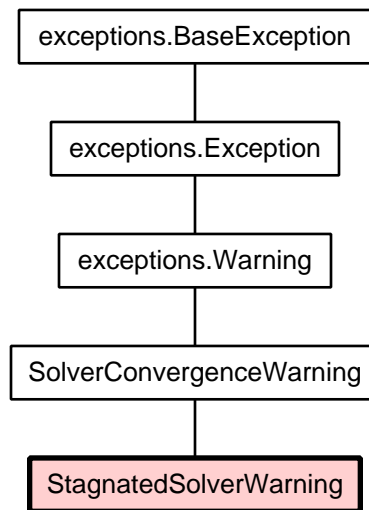 exceptions.BaseException
exceptions.Exception
exceptions.Warning
SolverConvergenceWarning
StagnatedSolverWarning